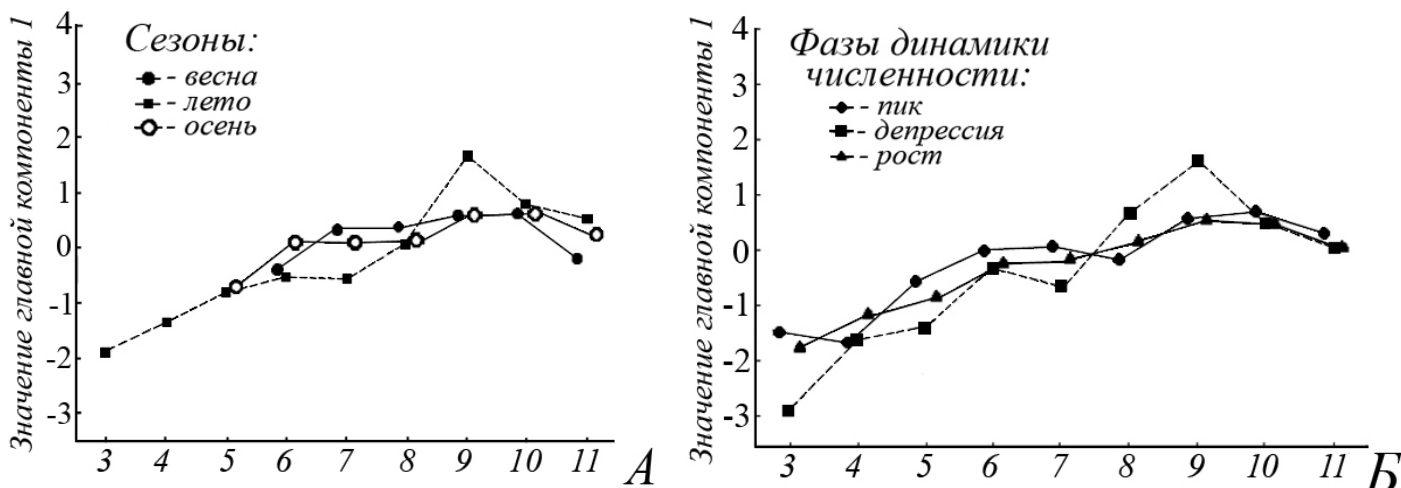 Значение главной компоненты 1
4
3
2
1
0
-1
-2
-3
Сезоны:
- весна
- лето
- осень
3 4 5 6 7 8 9 10 11
А
Значение главной компоненты 1
4
3
2
1
0
-1
-2
-3
Фазы динамики
численности:
- пик
- депрессия
- рост
3 4 5 6 7 8 9 10 11
Б